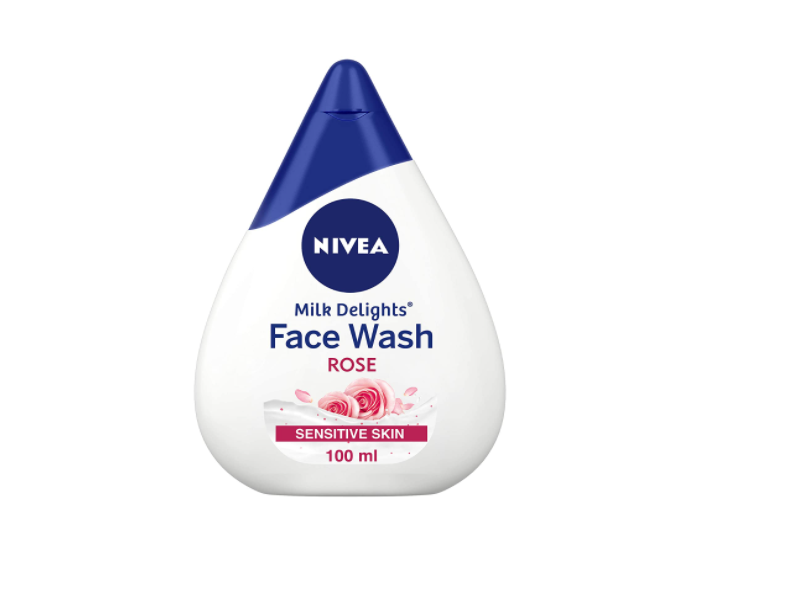 NIVEA
Milk Delights®
Face Wash
ROSE
SENSITIVE SKIN
100 ml